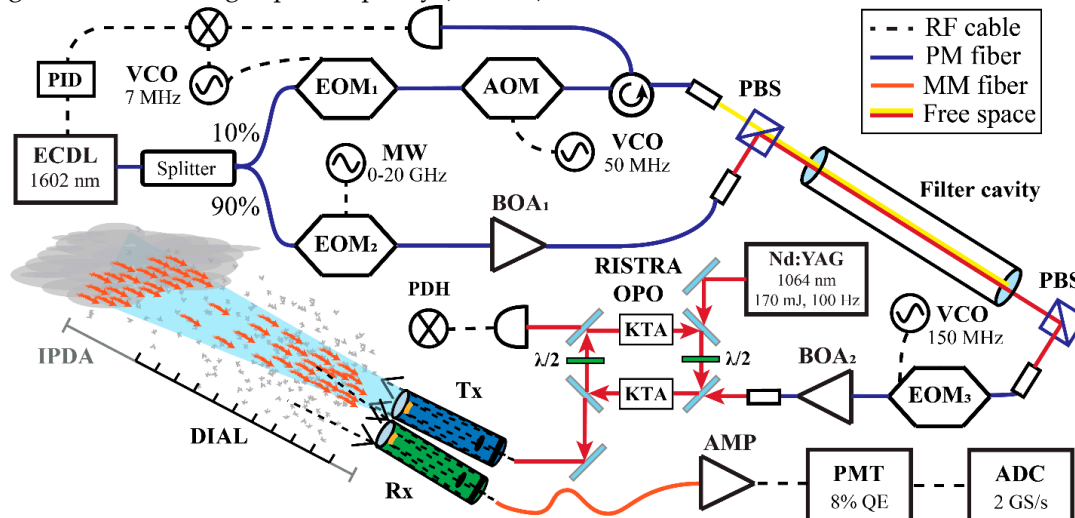 RF cable
PM fiber
MM fiber
Free space
PID
VCO
7 MHz
EOM₁
AOM
PBS
10%
VCO
50 MHz
ECDL
1602 nm
Splitter
MW
0-20 GHz
Filter cavity
90%
EOM₂
BOA₁
RISTRA
OPO
Nd:YAG
1064 nm
170 mJ, 100 Hz
PBS
PDH
KTA
VCO
150 MHz
λ/2
λ/2
IPDA
KTA
BOA₂
EOM₃
Tx
DIAL
AMP
Rx
PMT
8% QE
ADC
2 GS/s